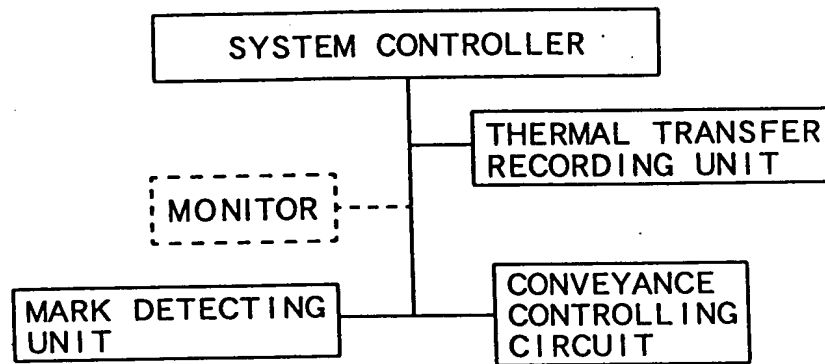 SYSTEM CONTROLLER
THERMAL TRANSFER
RECORDING UNIT
MONITOR
MARK DETECTING
UNIT
CONVEYANCE
CONTROLLING
CIRCUIT